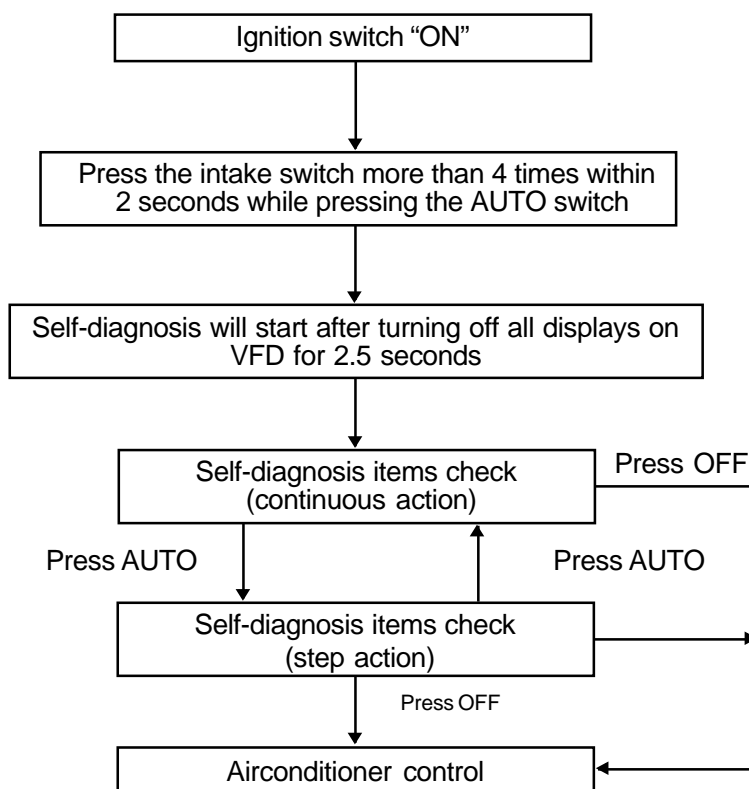 Ignition switch “ON”
Press the intake switch more than 4 times within
2 seconds while pressing the AUTO switch
Self-diagnosis will start after turning off all displays on
VFD for 2.5 seconds
Self-diagnosis items check
(continuous action)
Press OFF
Press AUTO
Press AUTO
Self-diagnosis items check
(step action)
Press OFF
Airconditioner control